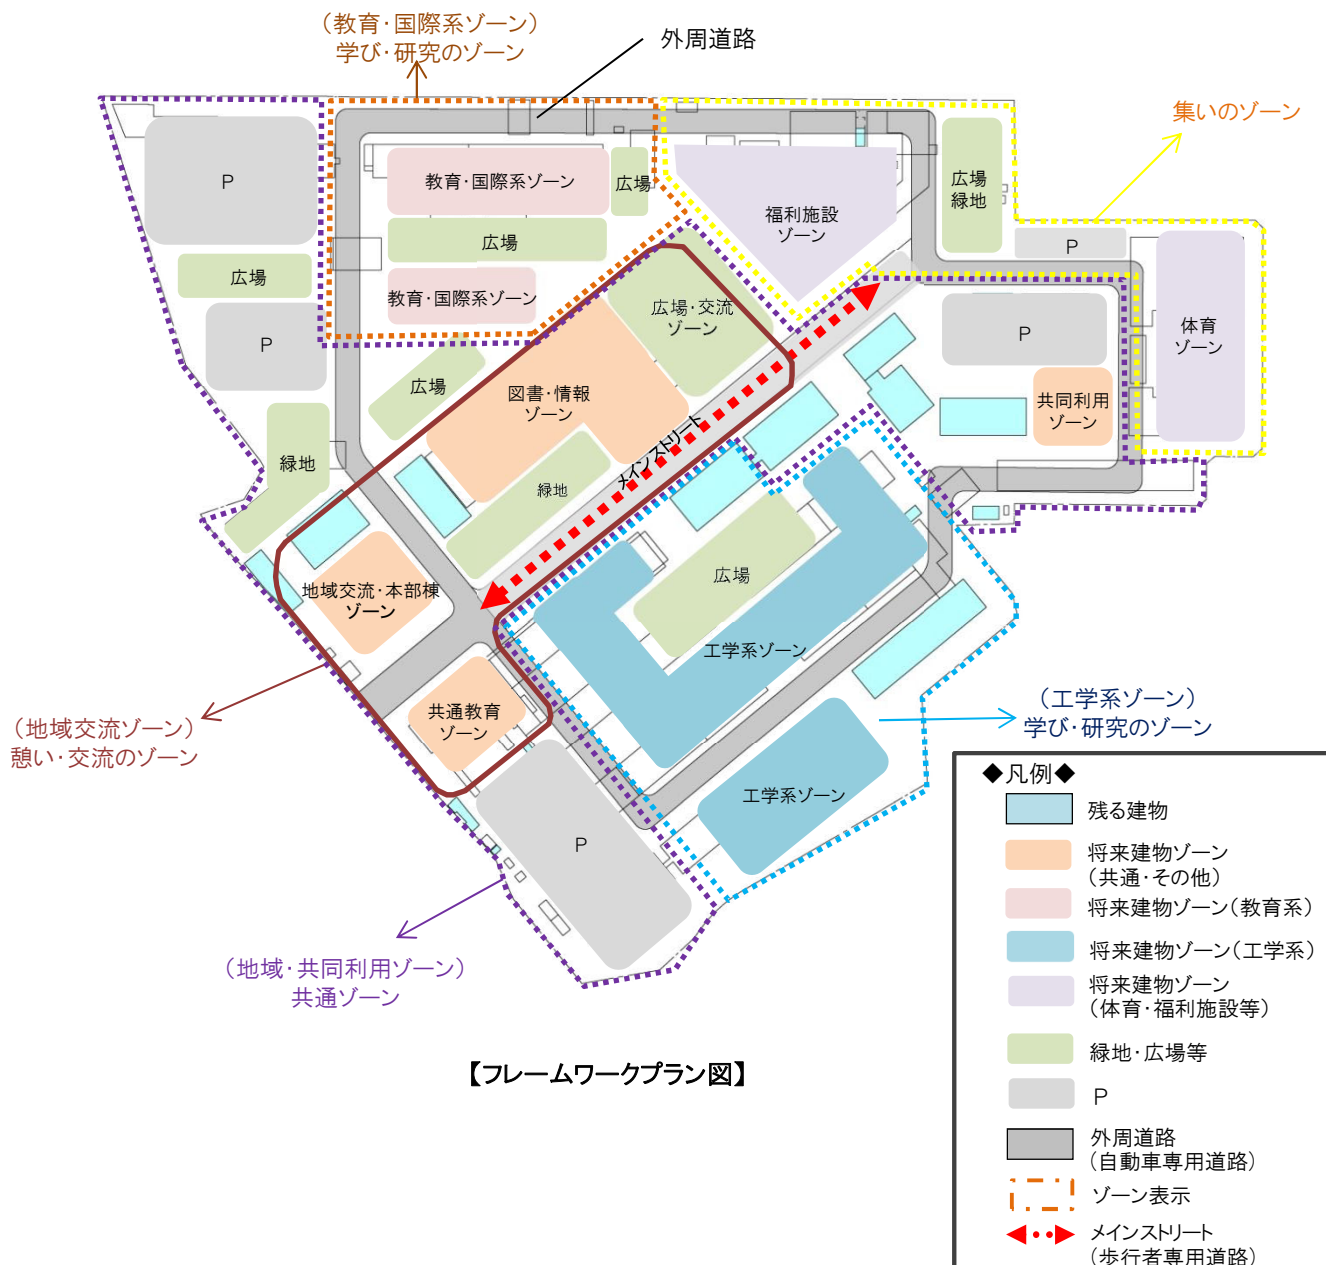 （教育・国際系ゾーン）
学び・研究のゾーン
外周道路
集いのゾーン
P
教育・国際系ゾーン
広場
福利施設
ゾーン
広場
緑地
広場
P
広場
教育・国際系ゾーン
広場・交流
ゾーン
P
P
体育
ゾーン
広場
図書・情報
ゾーン
共同利用
ゾーン
メインストリート
緑地
緑地
広場
地域交流・本部棟
ゾーン
工学系ゾーン
共通教育
ゾーン
（地域交流ゾーン）
憩い・交流のゾーン
（工学系ゾーン）
学び・研究のゾーン
工学系ゾーン
P
（地域・共同利用ゾーン）
共通ゾーン
【フレームワークプラン図】
◆凡例◆
残る建物
将来建物ゾーン
（共通・その他）
将来建物ゾーン（教育系）
将来建物ゾーン（工学系）
将来建物ゾーン
（体育・福利施設等）
緑地・広場等
P
外周道路
（自動車専用道路）
ゾーン表示
メインストリート
（歩行者専用道路）